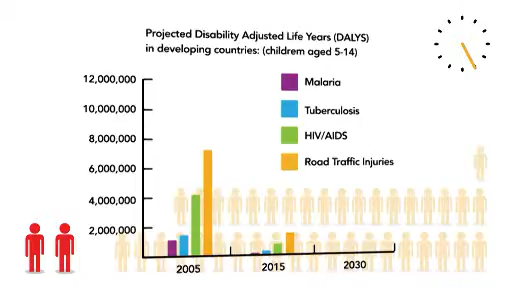 Projected Disability Adjusted Life Years (DALYS)
in developing countries: (childrem aged 5-14)
12,000,000
10,000,000
8,000,000
6,000,000
4,000,000
2,000,000
Malaria
Tuberculosis
HIV/AIDS
Road Traffic Injuries
2005
2015
2030